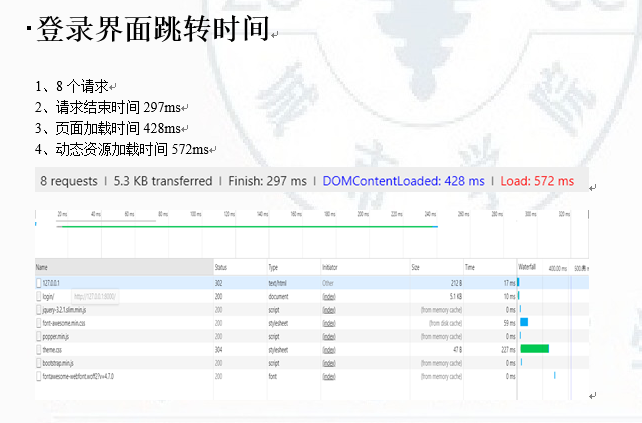 登录界面跳转时间
1、8 个请求
2、请求结束时间 297ms
3、页面加载时间 428ms
4、动态资源加载时间 572ms
8 requests | 5.3 KB transferred | Finish: 297 ms | DOMContentLoaded: 428 ms | Load: 572 ms
20 ms 40 ms 60 ms 80 ms 100 ms 120 ms 140 ms 160 ms 180 ms 200 ms 220 ms 240 ms 260 ms 280 ms 300 ms 320 ms
Name Status Type Initiator Size Time Waterfall 400.00 ms 500.
127.0.0.1 302 text/html Other 212 B 17 ms
login/ 200 document (index) 5.1 KB 10 ms
http://127.0.0.1:8000/
jquery-3.2.1.slim.min.js 200 script (index) (from memory cache) 0 ms
font-awesome.min.css 200 stylesheet (index) (from disk cache) 59 ms
popper.min.js 200 script (index) (from memory cache) 0 ms
theme.css 304 stylesheet (index) 47 B 227 ms
bootstrap.min.js 200 script (index) (from memory cache) 0 ms
fontawesome-webfont.woff2?v=4.7.0 200 font (index) (from memory cache) 0 ms